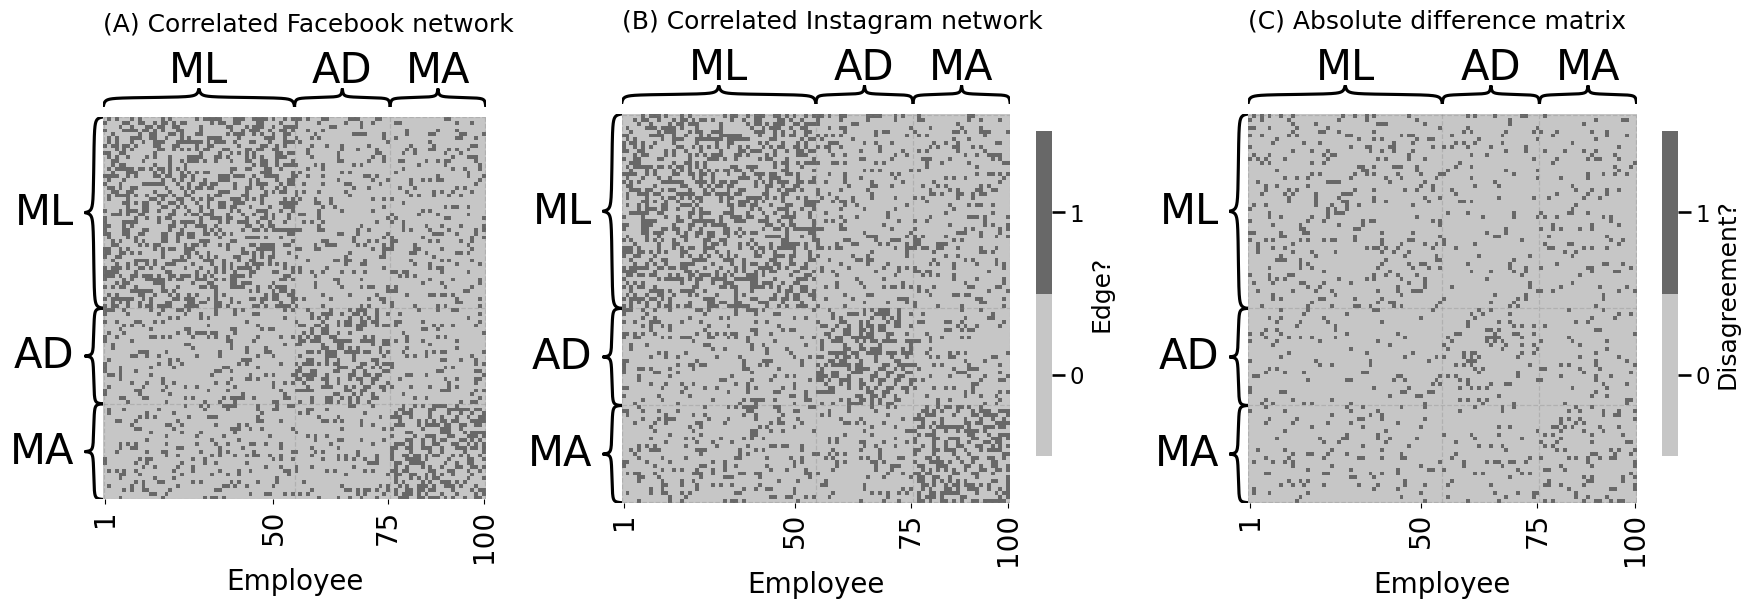 (A) Correlated Facebook network
ML AD MA
ML
AD
MA
1 50 75 100
Employee
(B) Correlated Instagram network
ML AD MA
ML
AD
MA
1 50 75 100
Employee
1
0
Edge?
(C) Absolute difference matrix
ML AD MA
ML
AD
MA
1 50 75 100
Employee
1
0
Disagreement?